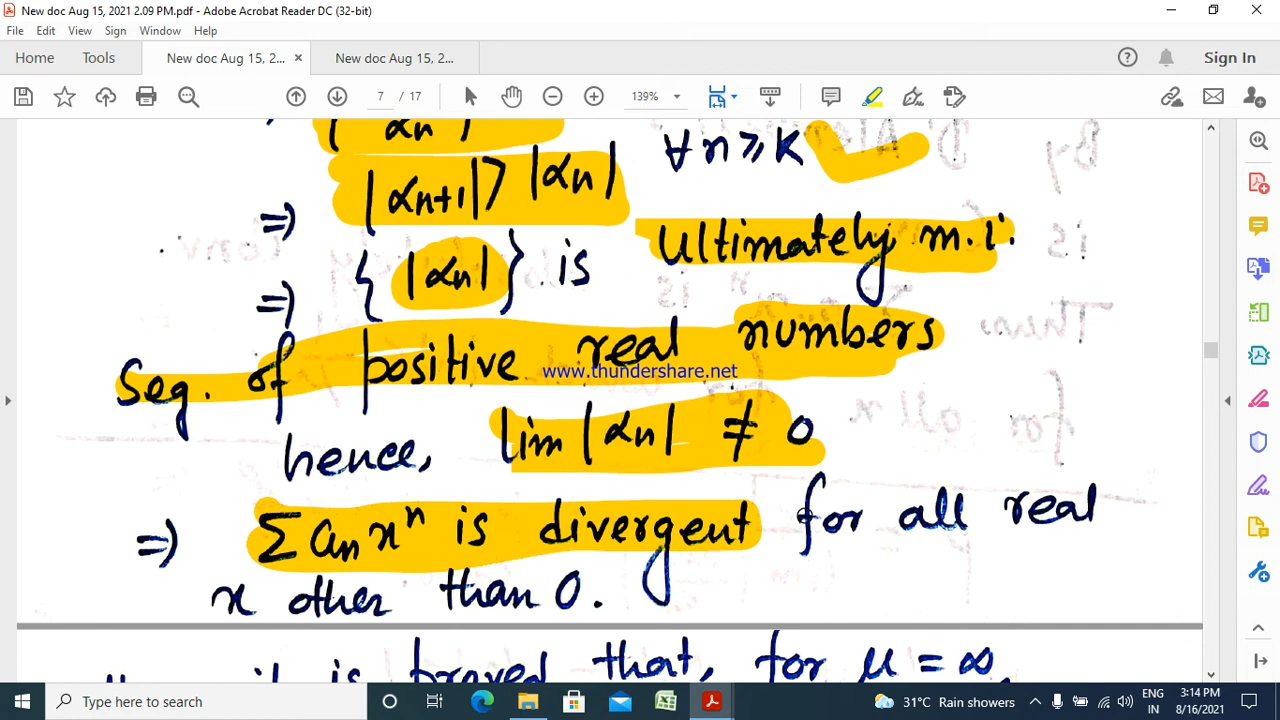 New doc Aug 15, 2021 2.09 PM.pdf - Adobe Acrobat Reader DC (32-bit)
File Edit View Sign Window Help
Home Tools New doc Aug 15, 2... × New doc Aug 15, 2... Sign In
7 / 17 139%
|αn| ∀n≥K
⇒ |αn+1| > |αn|
⇒ {|αn|} is Ultimately m.i.
Seq. of positive real numbers
www.thundershare.net
hence, lim |αn| ≠ 0
⇒ Σ an xⁿ is divergent for all real
x other than 0.
it is proved that, for μ = ∞,
Type here to search
31°C Rain showers
ENG
IN
3:14 PM
8/16/2021